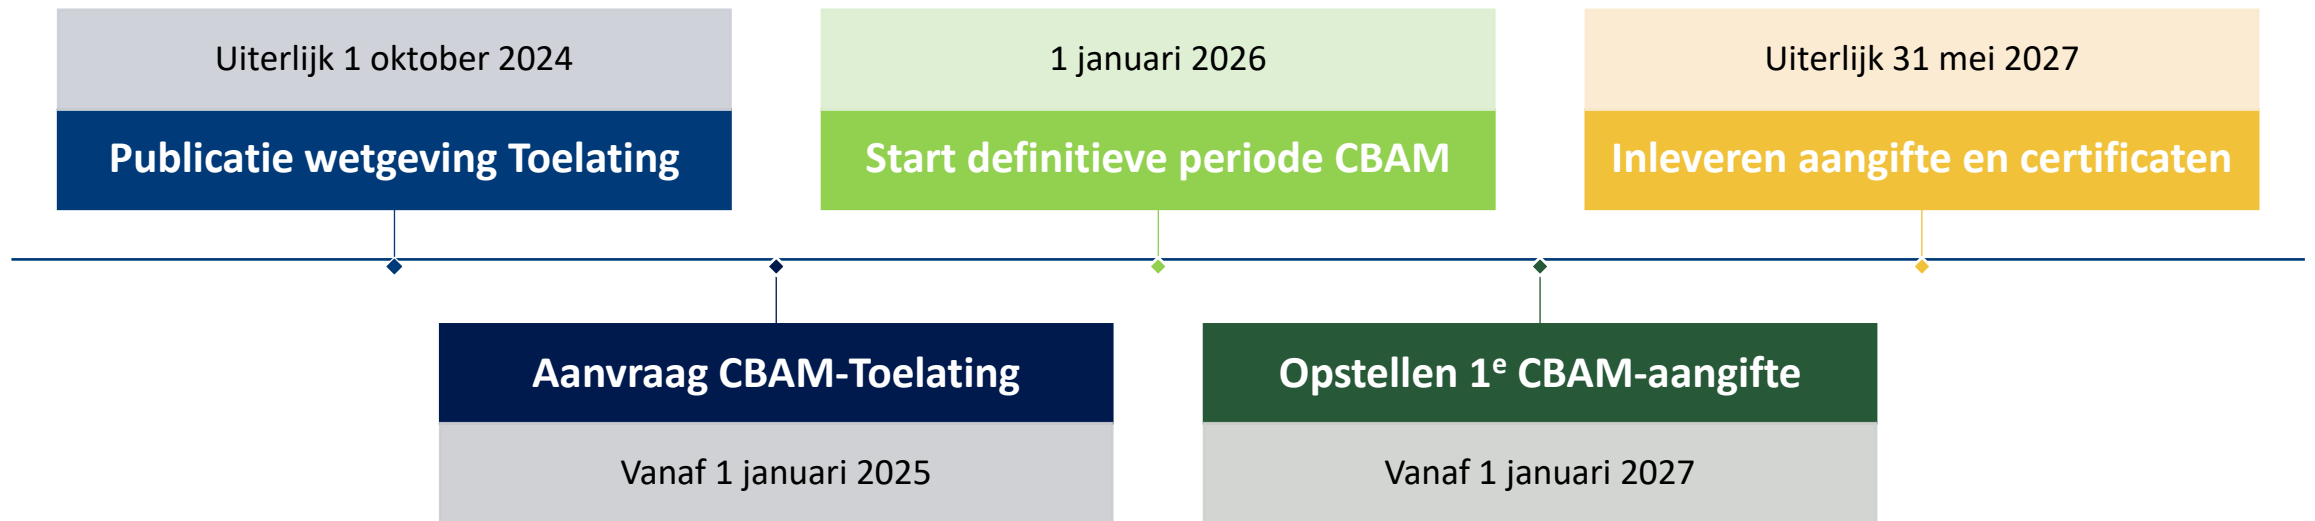 Uiterlijk 1 oktober 2024
Publicatie wetgeving Toelating
Aanvraag CBAM-Toelating
Vanaf 1 januari 2025
1 januari 2026
Start definitieve periode CBAM
Opstellen 1ᵉ CBAM-aangifte
Vanaf 1 januari 2027
Uiterlijk 31 mei 2027
Inleveren aangifte en certificaten